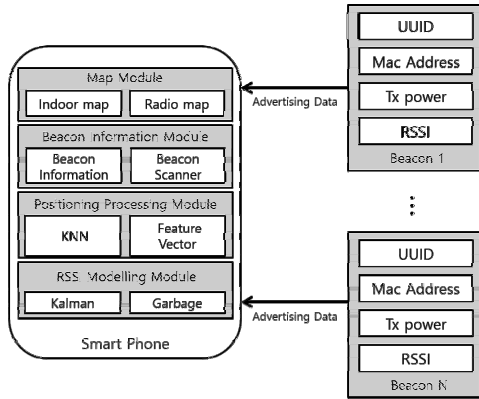 Map Module
Indoor map
Radio map
Beacon Information Module
Beacon
Information
Beacon
Scanner
Positioning Processing Module
KNN
Feature
Vector
RSS Modelling Module
Kalman
Garbage
Smart Phone
Advertising Data
Advertising Data
UUID
Mac Address
Tx power
RSSI
Beacon 1
UUID
Mac Address
Tx power
RSSI
Beacon N